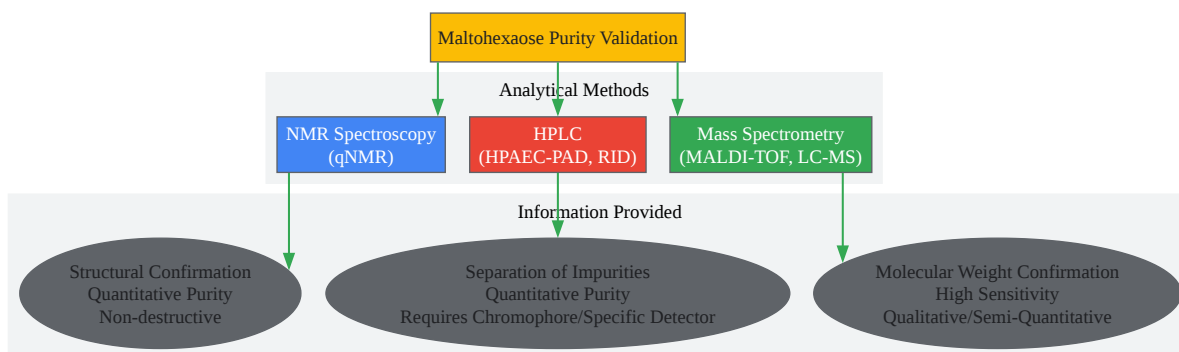 Maltohexaose Purity Validation
Analytical Methods
NMR Spectroscopy
(qNMR)
HPLC
(HPAEC-PAD, RID)
Mass Spectrometry
(MALDI-TOF, LC-MS)
Information Provided
Structural Confirmation
Quantitative Purity
Non-destructive
Separation of Impurities
Quantitative Purity
Requires Chromophore/Specific Detector
Molecular Weight Confirmation
High Sensitivity
Qualitative/Semi-Quantitative